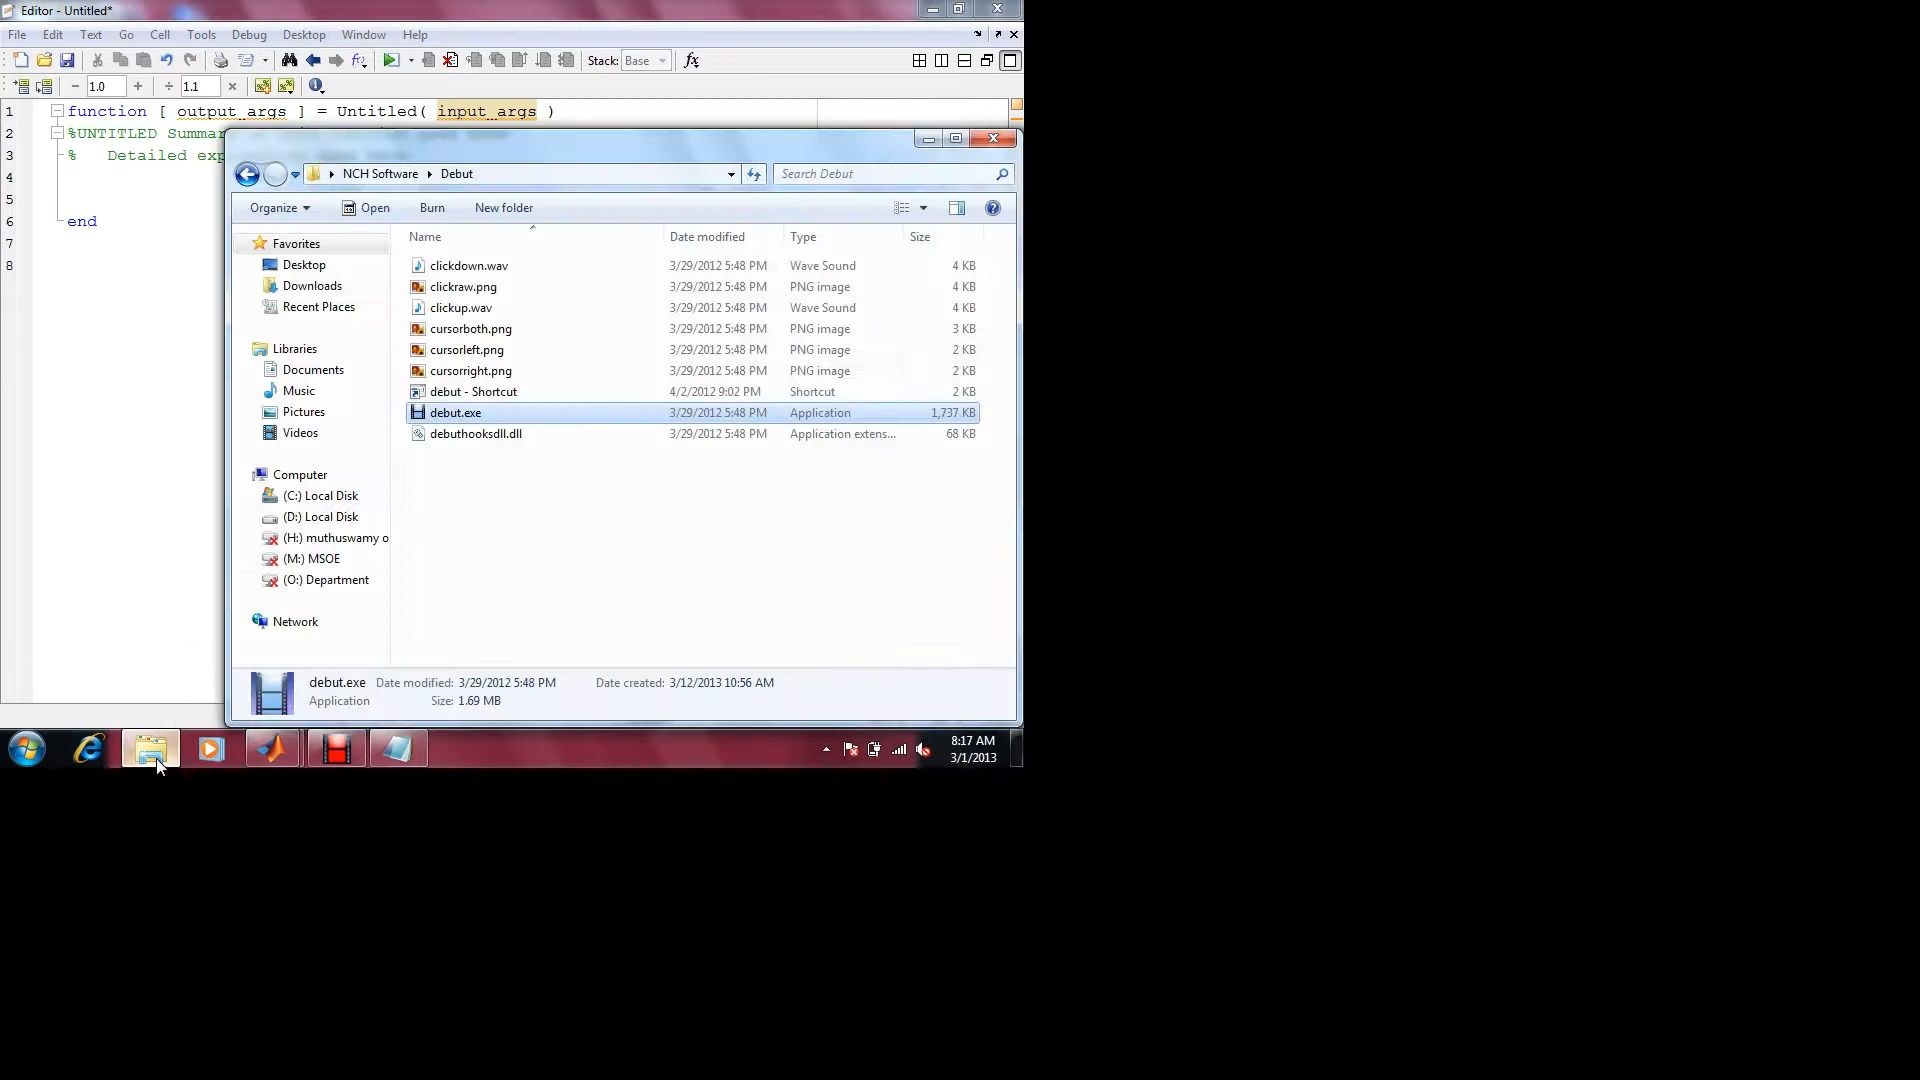 Editor - Untitled*
File Edit Text Go Cell Tools Debug Desktop Window Help
Stack: Base fx
1.0 1.1
1 function [ output_args ] = Untitled( input_args )
2 %UNTITLED Summar
3 % Detailed exp
4
5
6 end
7
8
NCH Software Debut Search Debut
Organize Open Burn New folder
Name Date modified Type Size
Favorites
Desktop
Downloads
Recent Places
Libraries
Documents
Music
Pictures
Videos
Computer
(C:) Local Disk
(D:) Local Disk
(H:) muthuswamy o
(M:) MSOE
(O:) Department
Network
clickdown.wav 3/29/2012 5:48 PM Wave Sound 4 KB
clickraw.png 3/29/2012 5:48 PM PNG image 4 KB
clickup.wav 3/29/2012 5:48 PM Wave Sound 4 KB
cursorboth.png 3/29/2012 5:48 PM PNG image 3 KB
cursorleft.png 3/29/2012 5:48 PM PNG image 2 KB
cursorright.png 3/29/2012 5:48 PM PNG image 2 KB
debut - Shortcut 4/2/2012 9:02 PM Shortcut 2 KB
debut.exe 3/29/2012 5:48 PM Application 1,737 KB
debuthooksdll.dll 3/29/2012 5:48 PM Application extens... 68 KB
debut.exe Date modified: 3/29/2012 5:48 PM Date created: 3/12/2013 10:56 AM
Application Size: 1.69 MB
8:17 AM
3/1/2013